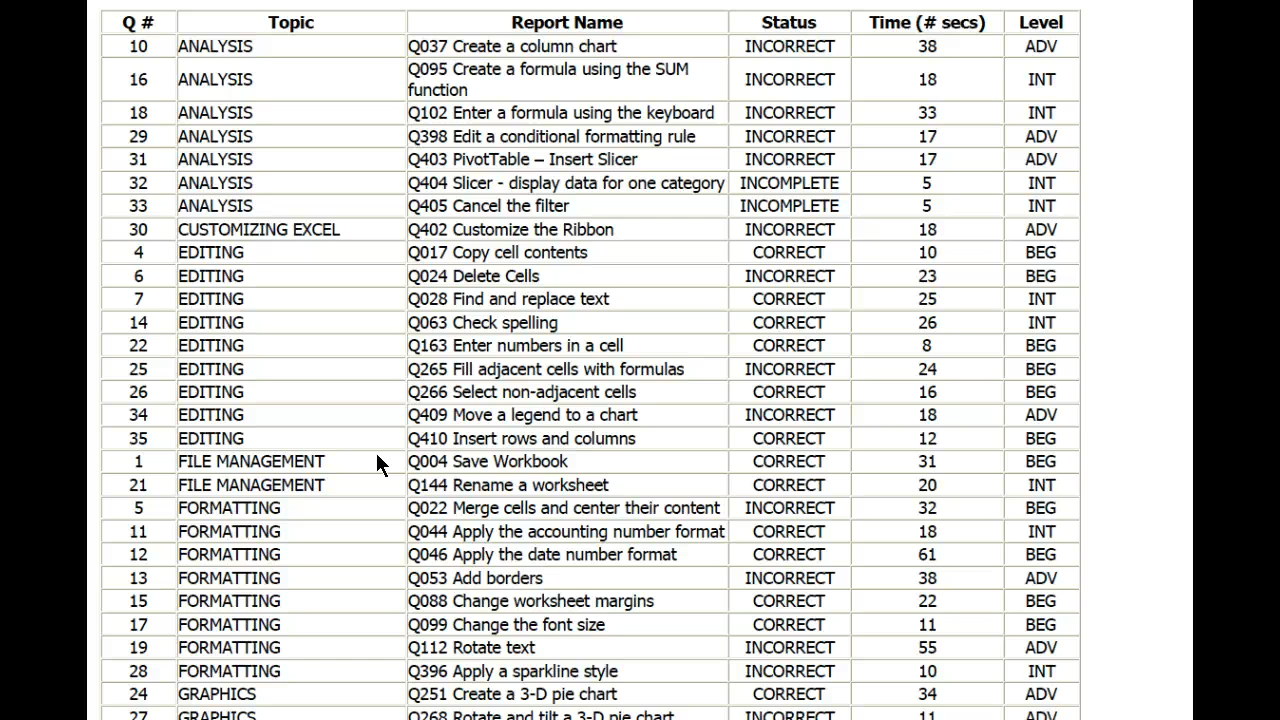 Q # Topic Report Name Status Time (# secs) Level
10 ANALYSIS Q037 Create a column chart INCORRECT 38 ADV
16 ANALYSIS Q095 Create a formula using the SUM
function INCORRECT 18 INT
18 ANALYSIS Q102 Enter a formula using the keyboard INCORRECT 33 INT
29 ANALYSIS Q398 Edit a conditional formatting rule INCORRECT 17 ADV
31 ANALYSIS Q403 PivotTable – Insert Slicer INCORRECT 17 ADV
32 ANALYSIS Q404 Slicer - display data for one category INCOMPLETE 5 INT
33 ANALYSIS Q405 Cancel the filter INCOMPLETE 5 INT
30 CUSTOMIZING EXCEL Q402 Customize the Ribbon INCORRECT 18 ADV
4 EDITING Q017 Copy cell contents CORRECT 10 BEG
6 EDITING Q024 Delete Cells INCORRECT 23 BEG
7 EDITING Q028 Find and replace text CORRECT 25 INT
14 EDITING Q063 Check spelling CORRECT 26 INT
22 EDITING Q163 Enter numbers in a cell CORRECT 8 BEG
25 EDITING Q265 Fill adjacent cells with formulas INCORRECT 24 BEG
26 EDITING Q266 Select non-adjacent cells CORRECT 16 BEG
34 EDITING Q409 Move a legend to a chart INCORRECT 18 ADV
35 EDITING Q410 Insert rows and columns CORRECT 12 BEG
1 FILE MANAGEMENT Q004 Save Workbook CORRECT 31 BEG
21 FILE MANAGEMENT Q144 Rename a worksheet CORRECT 20 INT
5 FORMATTING Q022 Merge cells and center their content INCORRECT 32 BEG
11 FORMATTING Q044 Apply the accounting number format CORRECT 18 INT
12 FORMATTING Q046 Apply the date number format CORRECT 61 BEG
13 FORMATTING Q053 Add borders INCORRECT 38 ADV
15 FORMATTING Q088 Change worksheet margins CORRECT 22 BEG
17 FORMATTING Q099 Change the font size CORRECT 11 BEG
19 FORMATTING Q112 Rotate text INCORRECT 55 ADV
28 FORMATTING Q396 Apply a sparkline style INCORRECT 10 INT
24 GRAPHICS Q251 Create a 3-D pie chart CORRECT 34 ADV
27 GRAPHICS Q268 Rotate and tilt a 3-D pie chart INCORRECT 11 ADV